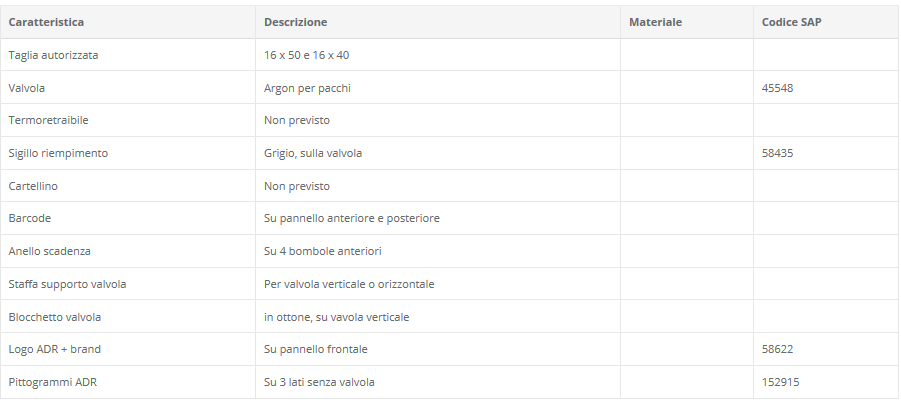 Caratteristica Descrizione Materiale Codice SAP
Taglia autorizzata 16 x 50 e 16 x 40
Valvola Argon per pacchi 45548
Termoretraibile Non previsto
Sigillo riempimento Grigio, sulla valvola 58435
Cartellino Non previsto
Barcode Su pannello anteriore e posteriore
Anello scadenza Su 4 bombole anteriori
Staffa supporto valvola Per valvola verticale o orizzontale
Blocchetto valvola in ottone, su vavola verticale
Logo ADR + brand Su pannello frontale 58622
Pittogrammi ADR Su 3 lati senza valvola 152915